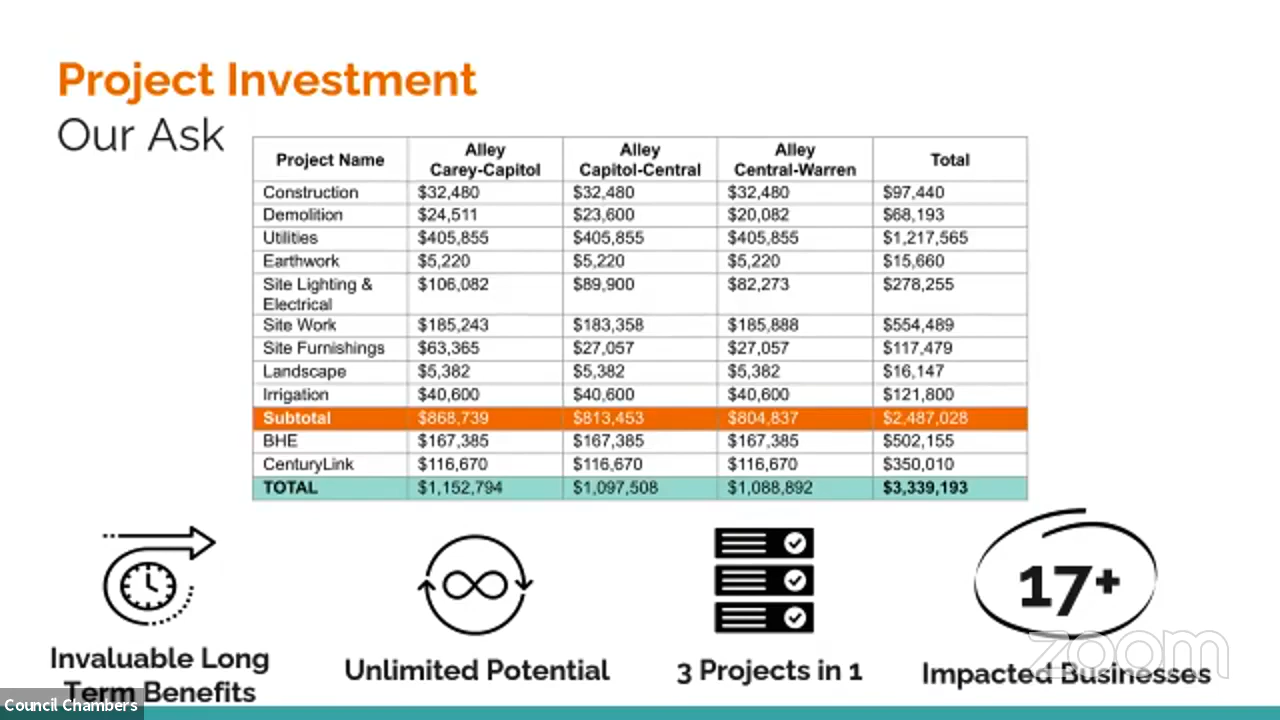 Project Investment
Our Ask
Project Name Alley Carey-Capitol Alley Capitol-Central Alley Central-Warren Total
Construction $32,480 $32,480 $32,480 $97,440
Demolition $24,511 $23,600 $20,082 $68,193
Utilities $405,855 $405,855 $405,855 $1,217,565
Earthwork $5,220 $5,220 $5,220 $15,660
Site Lighting & Electrical $106,082 $89,900 $82,273 $278,255
Site Work $185,243 $183,358 $185,888 $554,489
Site Furnishings $63,365 $27,057 $27,057 $117,479
Landscape $5,382 $5,382 $5,382 $16,147
Irrigation $40,600 $40,600 $40,600 $121,800
Subtotal $868,739 $813,453 $804,837 $2,487,028
BHE $167,385 $167,385 $167,385 $502,155
CenturyLink $116,670 $116,670 $116,670 $350,010
TOTAL $1,152,794 $1,097,508 $1,088,892 $3,339,193
17+
Invaluable Long
Term Benefits
Unlimited Potential
3 Projects in 1
Impacted Businesses
zoom
Council Chambers